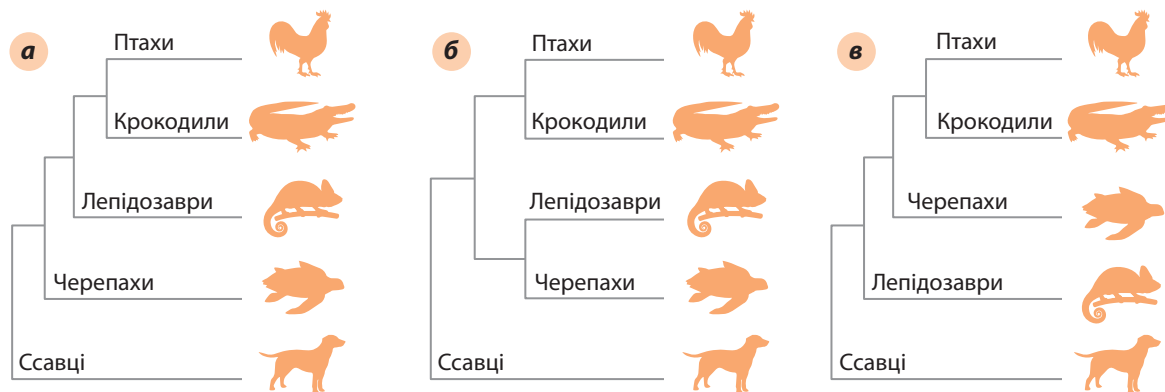 а
Птахи
Крокодили
Лепідозаври
Черепахи
Ссавці
б
Птахи
Крокодили
Лепідозаври
Черепахи
Ссавці
в
Птахи
Крокодили
Черепахи
Лепідозаври
Ссавці